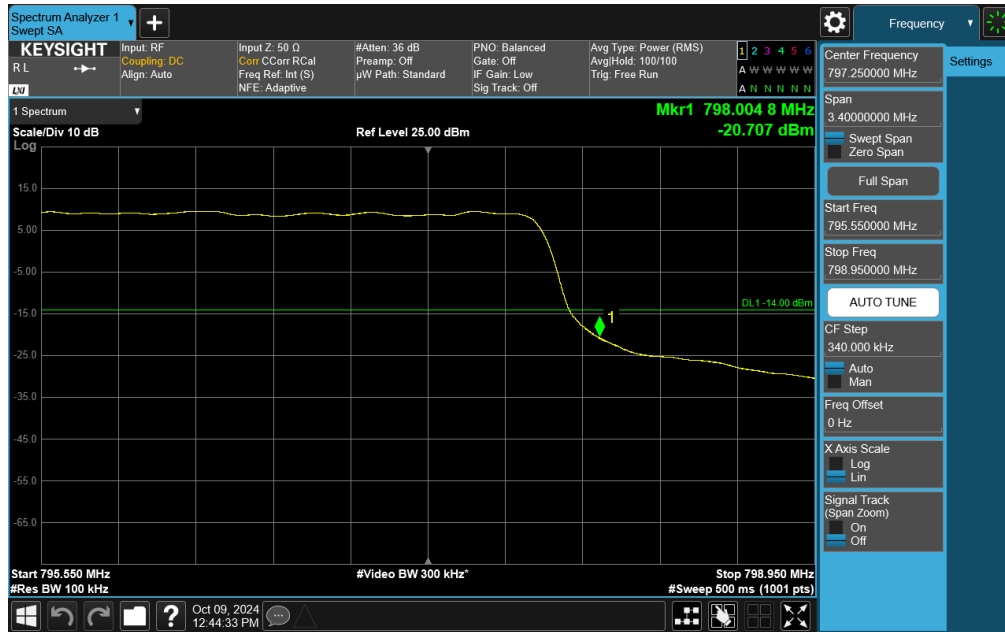 Spectrum Analyzer 1
Swept SA
+
Frequency
KEYSIGHT
R L
LXI
Input: RF
Coupling: DC
Align: Auto
Input Z: 50 Ω
Corr CCorr RCal
Freq Ref: Int (S)
NFE: Adaptive
#Atten: 36 dB
Preamp: Off
µW Path: Standard
PNO: Balanced
Gate: Off
IF Gain: Low
Sig Track: Off
Avg Type: Power (RMS)
Avg|Hold: 100/100
Trig: Free Run
1 2 3 4 5 6
A W W W W W
A N N N N N
1 Spectrum
Scale/Div 10 dB
Log
Ref Level 25.00 dBm
Mkr1 798.004 8 MHz
-20.707 dBm
15.0
5.00
-5.00
-15.0
-25.0
-35.0
-45.0
-55.0
-65.0
DL1 -14.00 dBm
1
Start 795.550 MHz
#Res BW 100 kHz
#Video BW 300 kHz*
Stop 798.950 MHz
#Sweep 500 ms (1001 pts)
Center Frequency
797.250000 MHz
Settings
Span
3.40000000 MHz
Swept Span
Zero Span
Full Span
Start Freq
795.550000 MHz
Stop Freq
798.950000 MHz
AUTO TUNE
CF Step
340.000 kHz
Auto
Man
Freq Offset
0 Hz
X Axis Scale
Log
Lin
Signal Track
(Span Zoom)
On
Off
?
Oct 09, 2024
12:44:33 PM